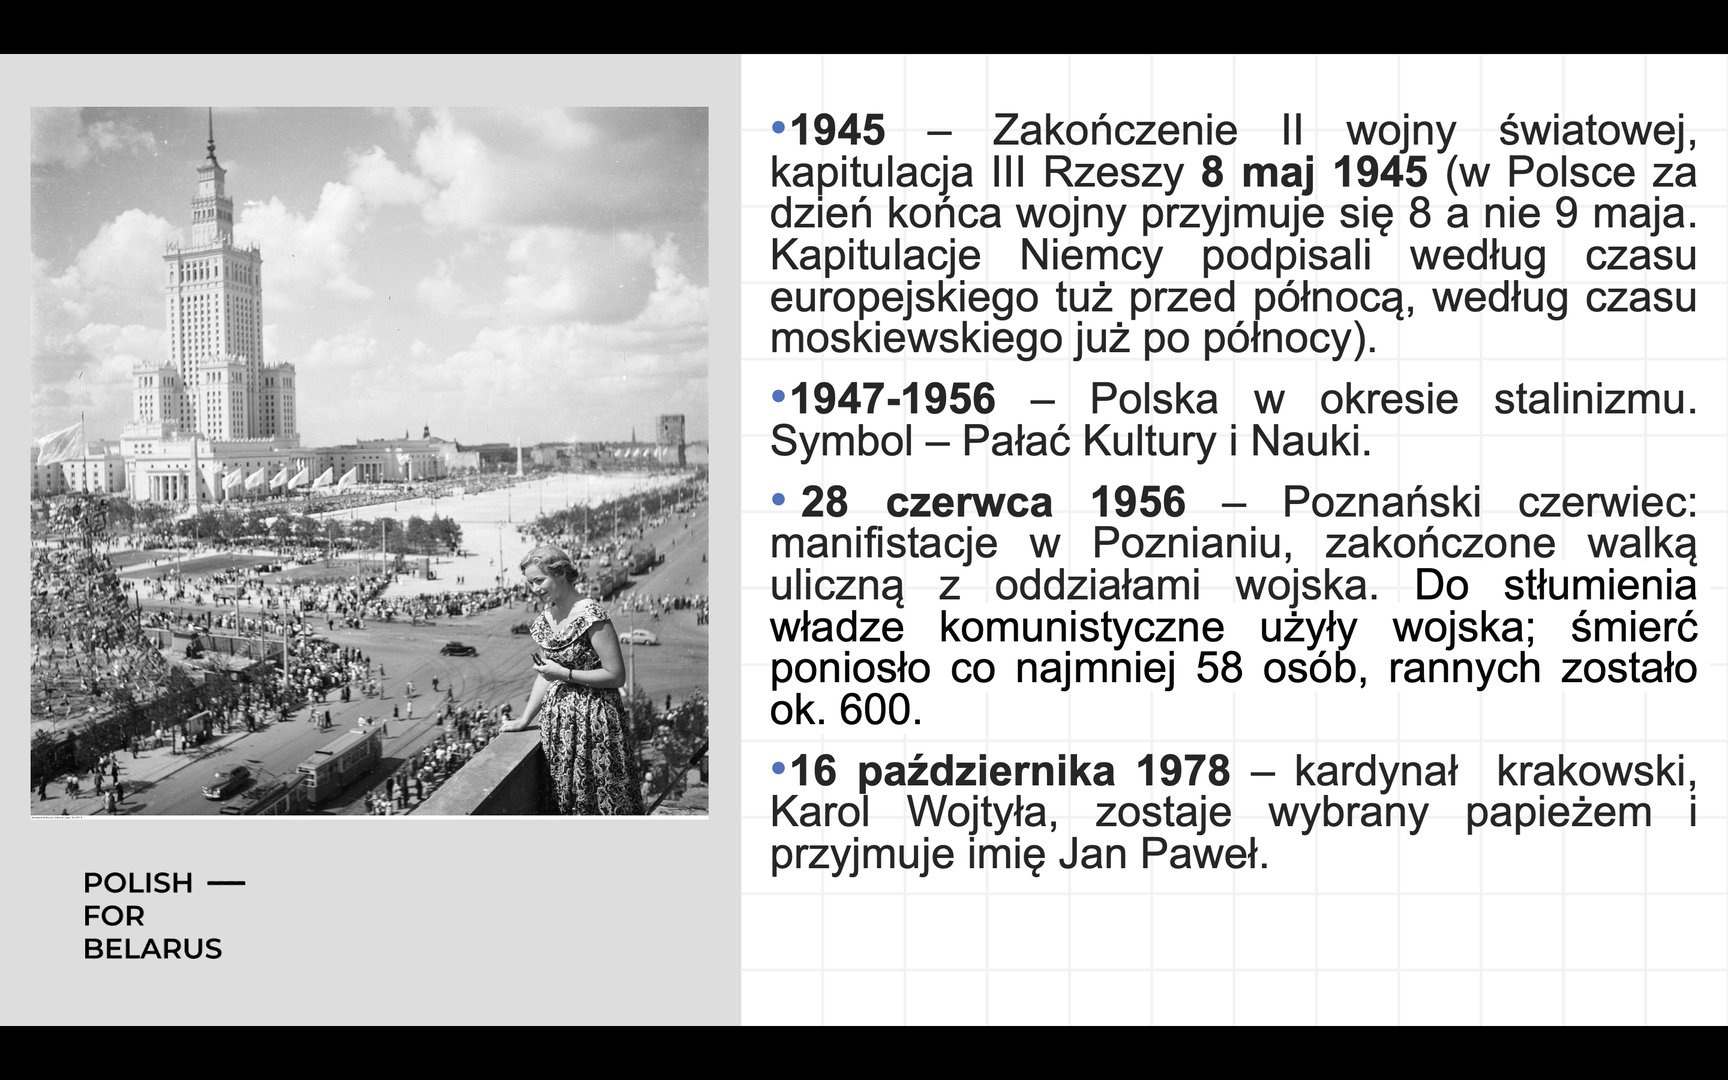 •1945 – Zakończenie II wojny światowej,
kapitulacja III Rzeszy 8 maj 1945 (w Polsce za
dzień końca wojny przyjmuje się 8 a nie 9 maja.
Kapitulacje Niemcy podpisali według czasu
europejskiego tuż przed północą, według czasu
moskiewskiego już po północy).
•1947-1956 – Polska w okresie stalinizmu.
Symbol – Pałać Kultury i Nauki.
• 28 czerwca 1956 – Poznański czerwiec:
manifistacje w Poznianiu, zakończone walką
uliczną z oddziałami wojska. Do stłumienia
władze komunistyczne użyły wojska; śmierć
poniosło co najmniej 58 osób, rannych zostało
ok. 600.
•16 października 1978 – kardynał krakowski,
Karol Wojtyła, zostaje wybrany papieżem i
przyjmuje imię Jan Paweł.
POLISH —
FOR
BELARUS